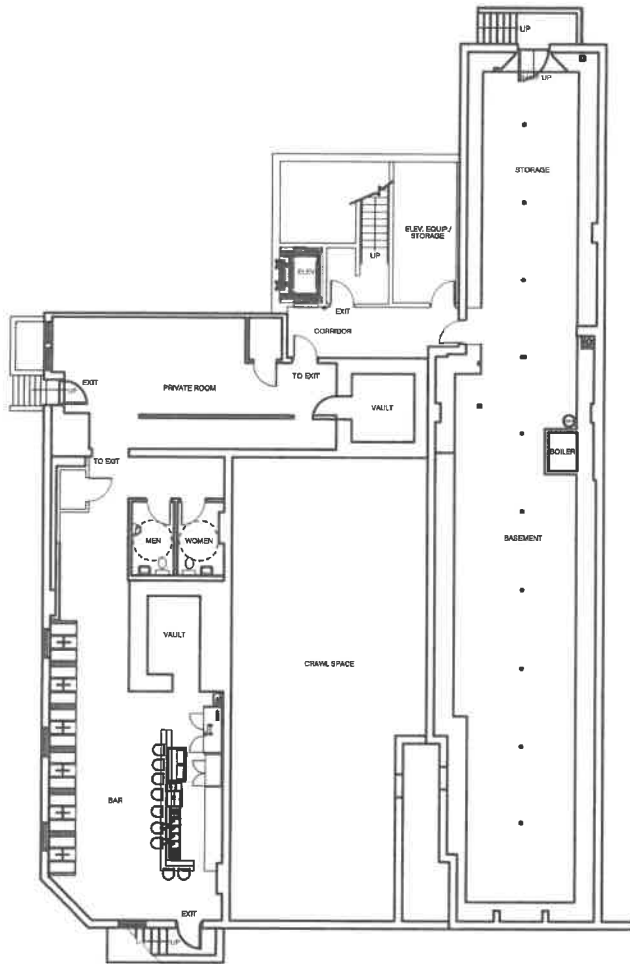 UP
UP
STORAGE
ELEV. EQUIP./
STORAGE
ELEV.
UP
EXIT
CORRIDOR
EXIT
PRIVATE ROOM
TO EXIT
VAULT
TO EXIT
BOILER
MEN
WOMEN
BASEMENT
VAULT
CRAWL SPACE
BAR
EXIT
UP